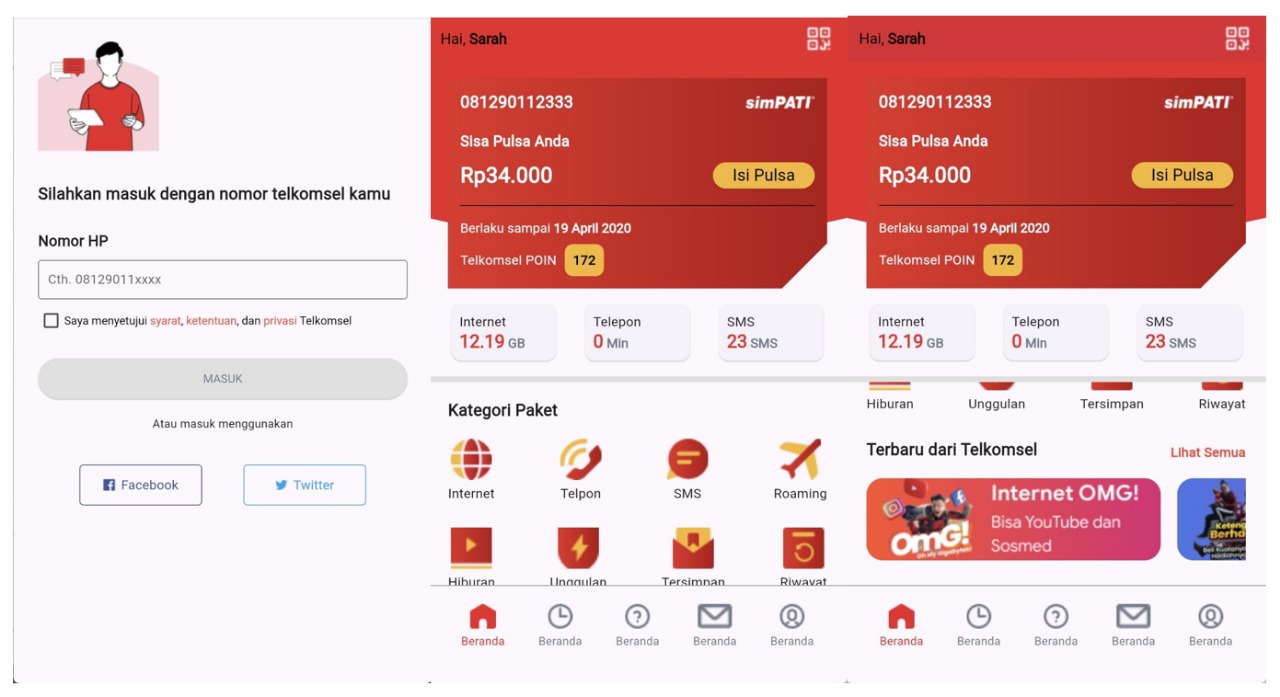 Silahkan masuk dengan nomor telkomsel kamu
Nomor HP
Cth. 08129011xxxx
Saya menyetujui syarat, ketentuan, dan privasi Telkomsel
MASUK
Atau masuk menggunakan
Facebook
Twitter
Hai, Sarah
081290112333
simPATI
Sisa Pulsa Anda
Rp34.000
Isi Pulsa
Berlaku sampai 19 April 2020
Telkomsel POIN 172
Internet
12.19 GB
Telepon
0 Min
SMS
23 SMS
Kategori Paket
Internet
Telpon
SMS
Roaming
Hiburan
Unggulan
Tersimpan
Riwayat
Beranda
Beranda
Beranda
Beranda
Beranda
Hai, Sarah
081290112333
simPATI
Sisa Pulsa Anda
Rp34.000
Isi Pulsa
Berlaku sampai 19 April 2020
Telkomsel POIN 172
Internet
12.19 GB
Telepon
0 Min
SMS
23 SMS
Hiburan
Unggulan
Tersimpan
Riwayat
Terbaru dari Telkomsel
Lihat Semua
OMG!
Internet OMG!
Bisa YouTube dan
Sosmed
Beranda
Beranda
Beranda
Beranda
Beranda